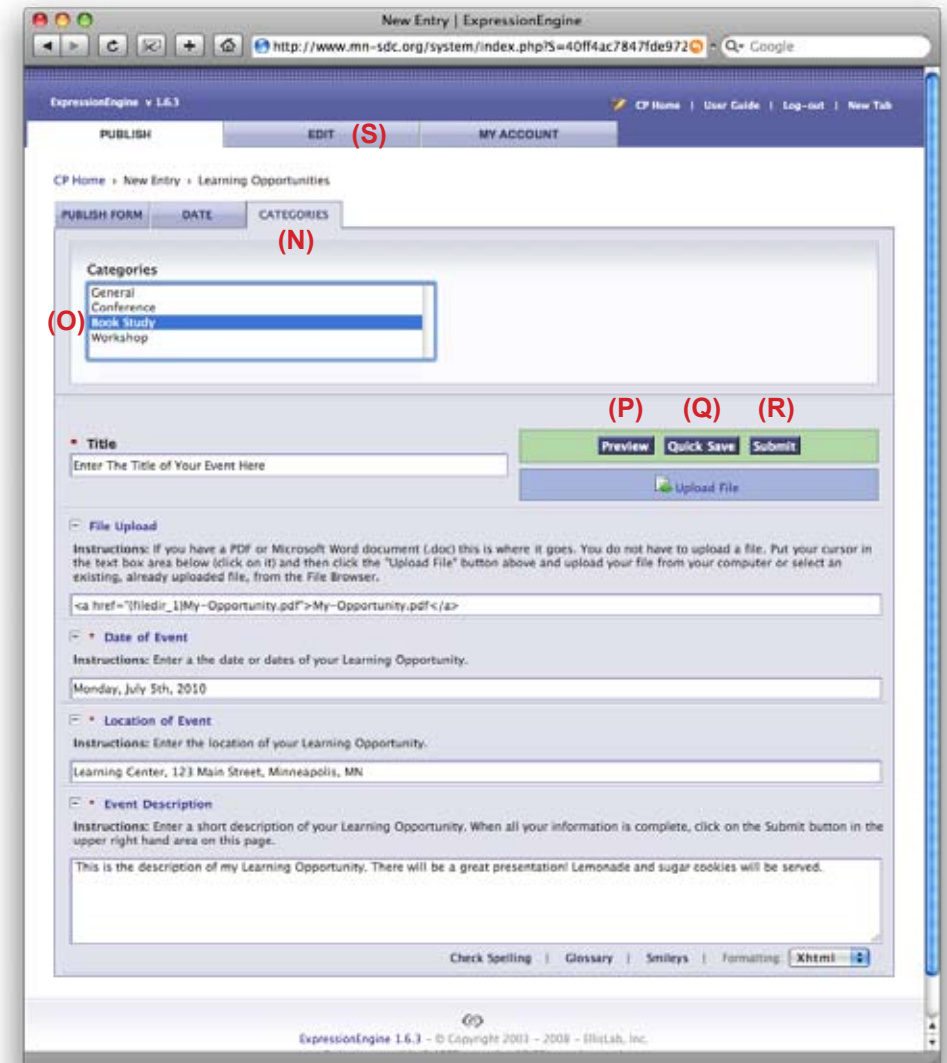 New Entry | ExpressionEngine
http://www.mn-sdc.org/system/index.php?S=40ff4ac7847fde972
Google
ExpressionEngine v 1.6.3
CP Home | User Guide | Log-out | New Tab
PUBLISH
EDIT (S)
MY ACCOUNT
CP Home › New Entry › Learning Opportunities
PUBLISH FORM
DATE
CATEGORIES
(N)
Categories
General
Conference
(O) Book Study
Workshop
(P) (Q) (R)
* Title
Preview Quick Save Submit
Enter The Title of Your Event Here
Upload File
File Upload
Instructions: If you have a PDF or Microsoft Word document (.doc) this is where it goes. You do not have to upload a file. Put your cursor in
the text box area below (click on it) and then click the "Upload File" button above and upload your file from your computer or select an
existing, already uploaded file, from the File Browser.
<a href="{filedir_1}My-Opportunity.pdf">My-Opportunity.pdf</a>
* Date of Event
Instructions: Enter a the date or dates of your Learning Opportunity.
Monday, July 5th, 2010
* Location of Event
Instructions: Enter the location of your Learning Opportunity.
Learning Center, 123 Main Street, Minneapolis, MN
* Event Description
Instructions: Enter a short description of your Learning Opportunity. When all your information is complete, click on the Submit button in the
upper right hand area on this page.
This is the description of my Learning Opportunity. There will be a great presentation! Lemonade and sugar cookies will be served.
Check Spelling | Glossary | Smileys | Formatting: Xhtml
ExpressionEngine 1.6.3 - © Copyright 2003 - 2008 - EllisLab, Inc.